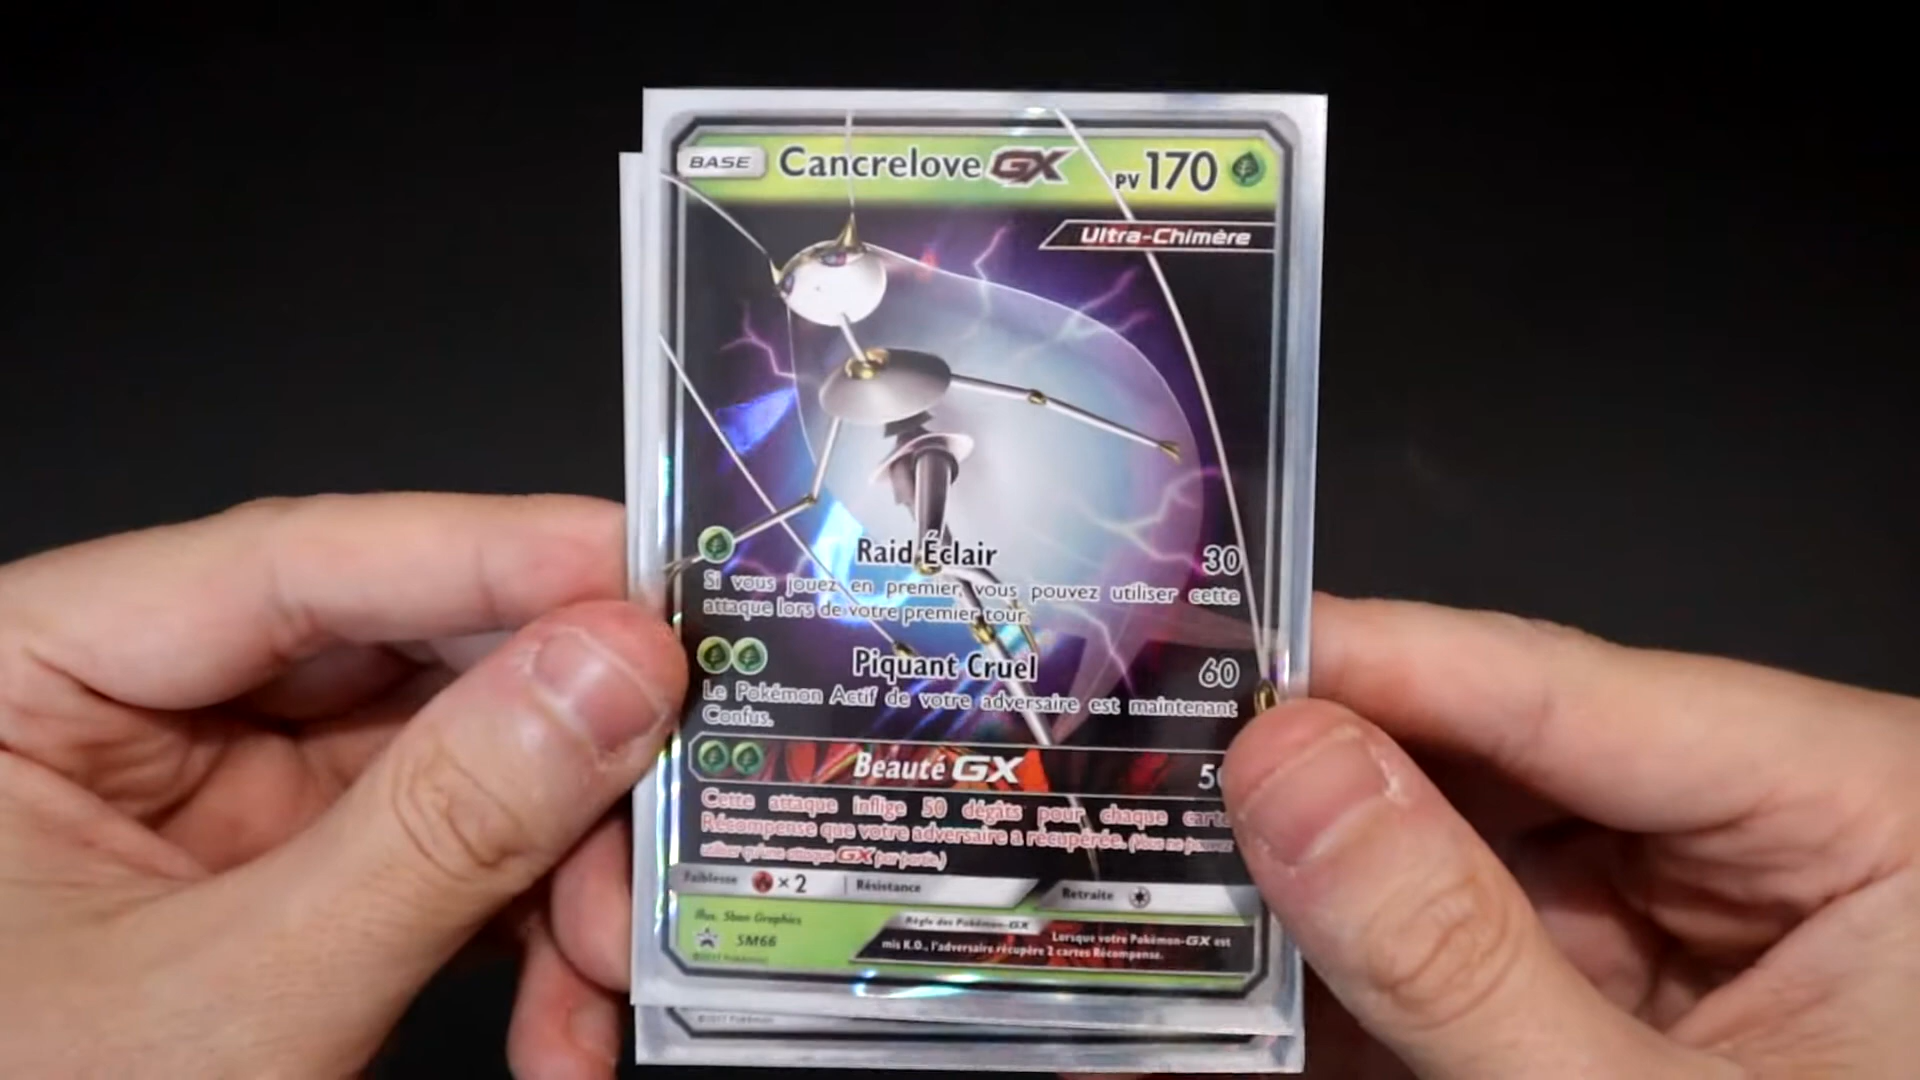 BASE Cancrelove GX PV 170
Ultra-Chimère
Raid Éclair 30
Si vous jouez en premier, vous pouvez utiliser cette
attaque lors de votre premier tour.
Piquant Cruel 60
Le Pokémon Actif de votre adversaire est maintenant
Confus.
Beauté GX
Cette attaque inflige 50 dégâts pour chaque carte
Récompense que votre adversaire a récupérée. (Vous ne pouvez
utiliser qu'une attaque GX par partie.)
Faiblesse ×2 Résistance Retraite
Illus. 5ban Graphics
Règle des Pokémon-GX
SM66
Lorsque votre Pokémon-GX est
mis K.O., l'adversaire récupère 2 cartes Récompense.
©2017 Pokémon
©2017 Pokémon